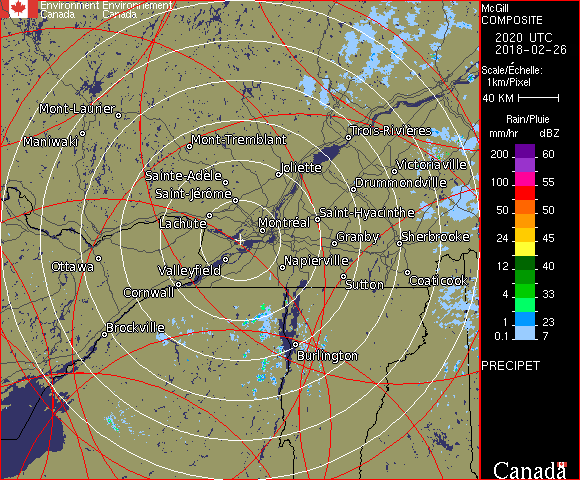 Environment Environnement
Canada Canada
McGill
COMPOSITE
2020 UTC
2018-02-26
Scale/Échelle:
1km/Pixel
40 KM
Rain/Pluie
mm/hr dBZ
200 60
100 55
50 50
24 45
12 40
4 33
1 23
0.1 7
PRECIPET
Canada
Mont-Laurier
Maniwaki
Mont-Tremblant
Trois-Rivières
Joliette
Victoriaville
Sainte-Adèle
Drummondville
Saint-Jérôme
Lachute
Saint-Hyacinthe
Montréal
Granby
Sherbrooke
Ottawa
Valleyfield
Napierville
Cornwall
Sutton
Coaticook
Brockville
Burlington